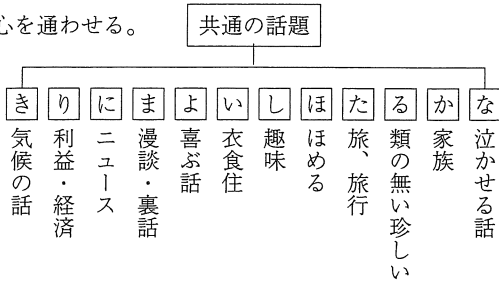 心を通わせる。
共通の話題
な 泣かせる話
か 家族
る 類の無い珍しい
た 旅、旅行
ほ ほめる
し 趣味
い 衣食住
よ 喜ぶ話
ま 漫談・裏話
に ニュース
り 利益・経済
き 気候の話